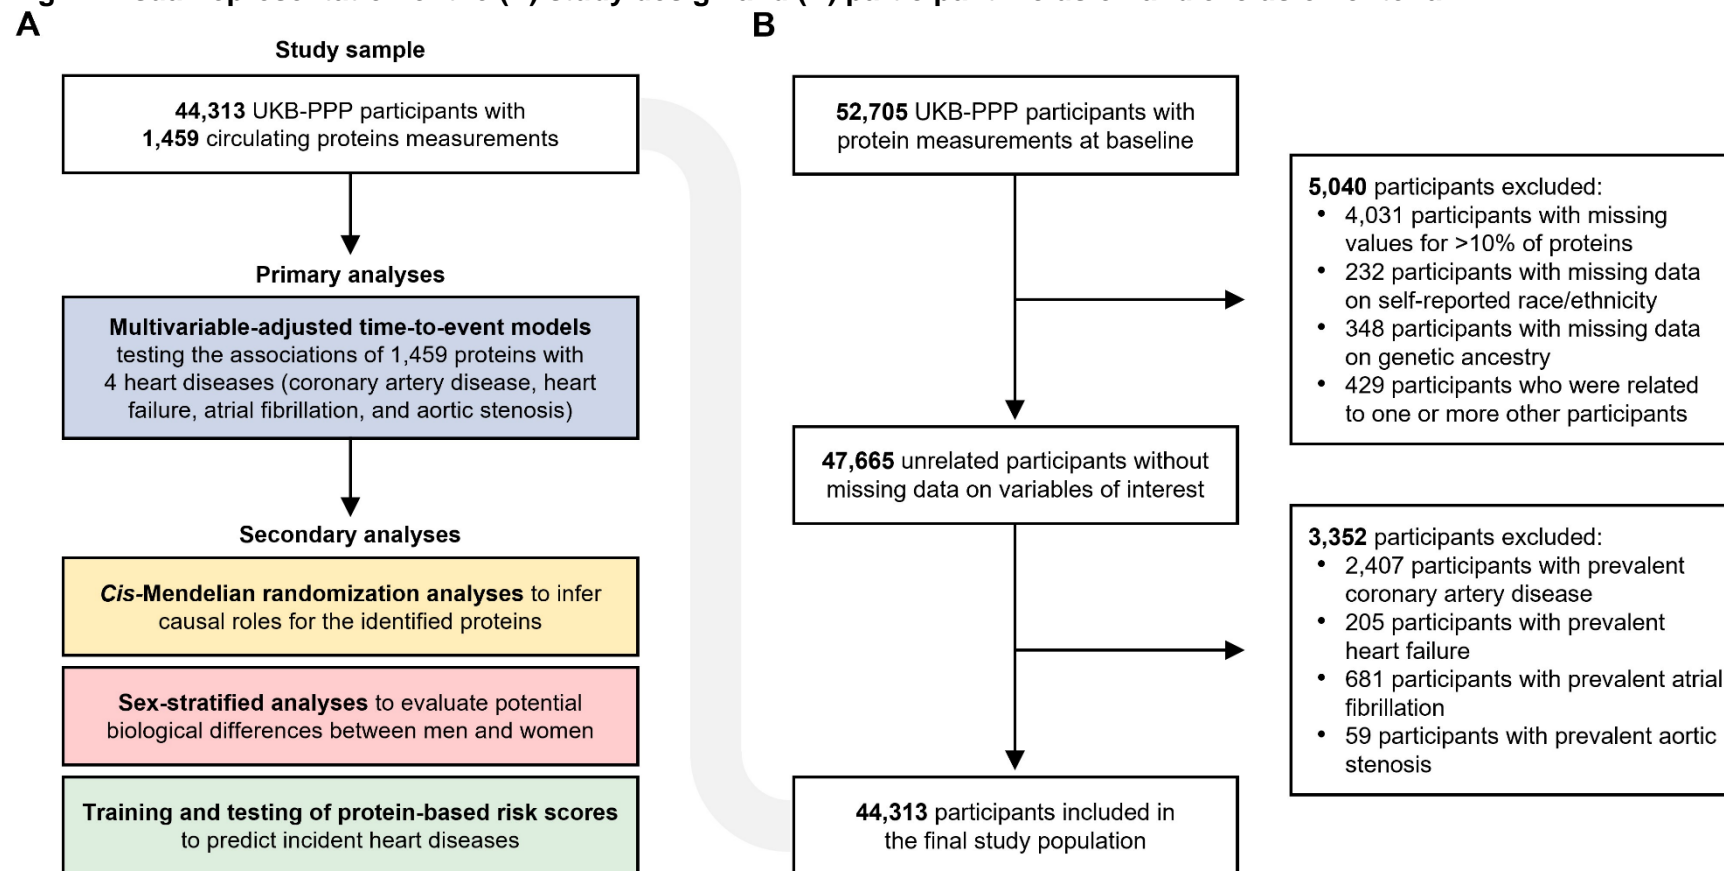 A
Study sample
44,313 UKB-PPP participants with
1,459 circulating proteins measurements
Primary analyses
Multivariable-adjusted time-to-event models
testing the associations of 1,459 proteins with
4 heart diseases (coronary artery disease, heart
failure, atrial fibrillation, and aortic stenosis)
Secondary analyses
Cis-Mendelian randomization analyses to infer
causal roles for the identified proteins
Sex-stratified analyses to evaluate potential
biological differences between men and women
Training and testing of protein-based risk scores
to predict incident heart diseases
B
52,705 UKB-PPP participants with
protein measurements at baseline
5,040 participants excluded:
• 4,031 participants with missing
values for >10% of proteins
• 232 participants with missing data
on self-reported race/ethnicity
• 348 participants with missing data
on genetic ancestry
• 429 participants who were related
to one or more other participants
47,665 unrelated participants without
missing data on variables of interest
3,352 participants excluded:
• 2,407 participants with prevalent
coronary artery disease
• 205 participants with prevalent
heart failure
• 681 participants with prevalent atrial
fibrillation
• 59 participants with prevalent aortic
stenosis
44,313 participants included in
the final study population